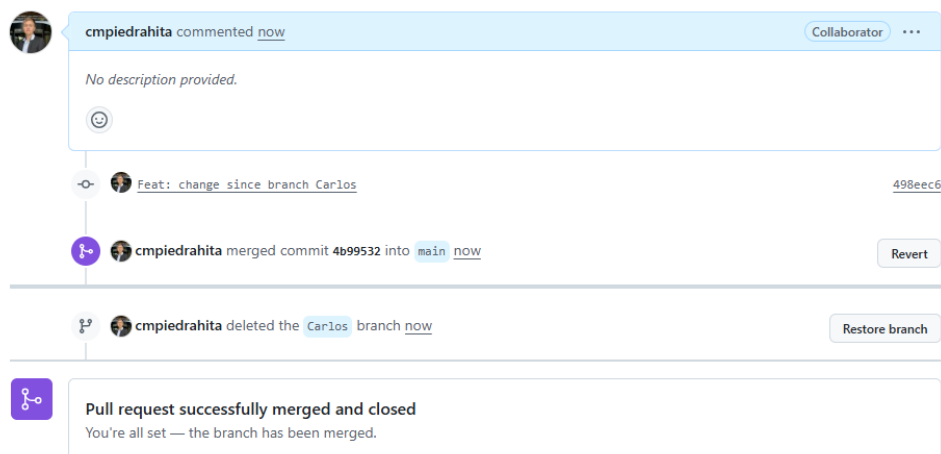 cmpiedrahita commented now
Collaborator
No description provided.
Feat: change since branch Carlos
498eec6
cmpiedrahita merged commit 4b99532 into main now
Revert
cmpiedrahita deleted the Carlos branch now
Restore branch
Pull request successfully merged and closed
You're all set — the branch has been merged.